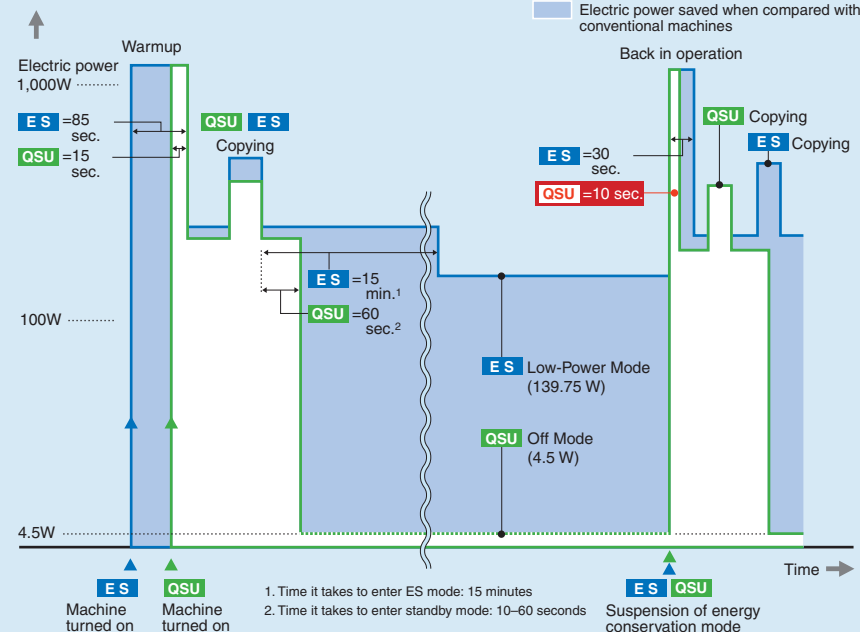 Electric power saved when compared with
conventional machines
Warmup
Back in operation
Electric power
1,000W
ES =85
sec.
QSU =15
sec.
QSU ES
Copying
ES =30
sec.
QSU =10 sec.
QSU Copying
ES Copying
ES =15
min.1
QSU =60
sec.2
100W
ES Low-Power Mode
(139.75 W)
QSU Off Mode
(4.5 W)
4.5W
Time
ES
Machine
turned on
QSU
Machine
turned on
1. Time it takes to enter ES mode: 15 minutes
2. Time it takes to enter standby mode: 10–60 seconds
ES QSU
Suspension of energy
conservation mode